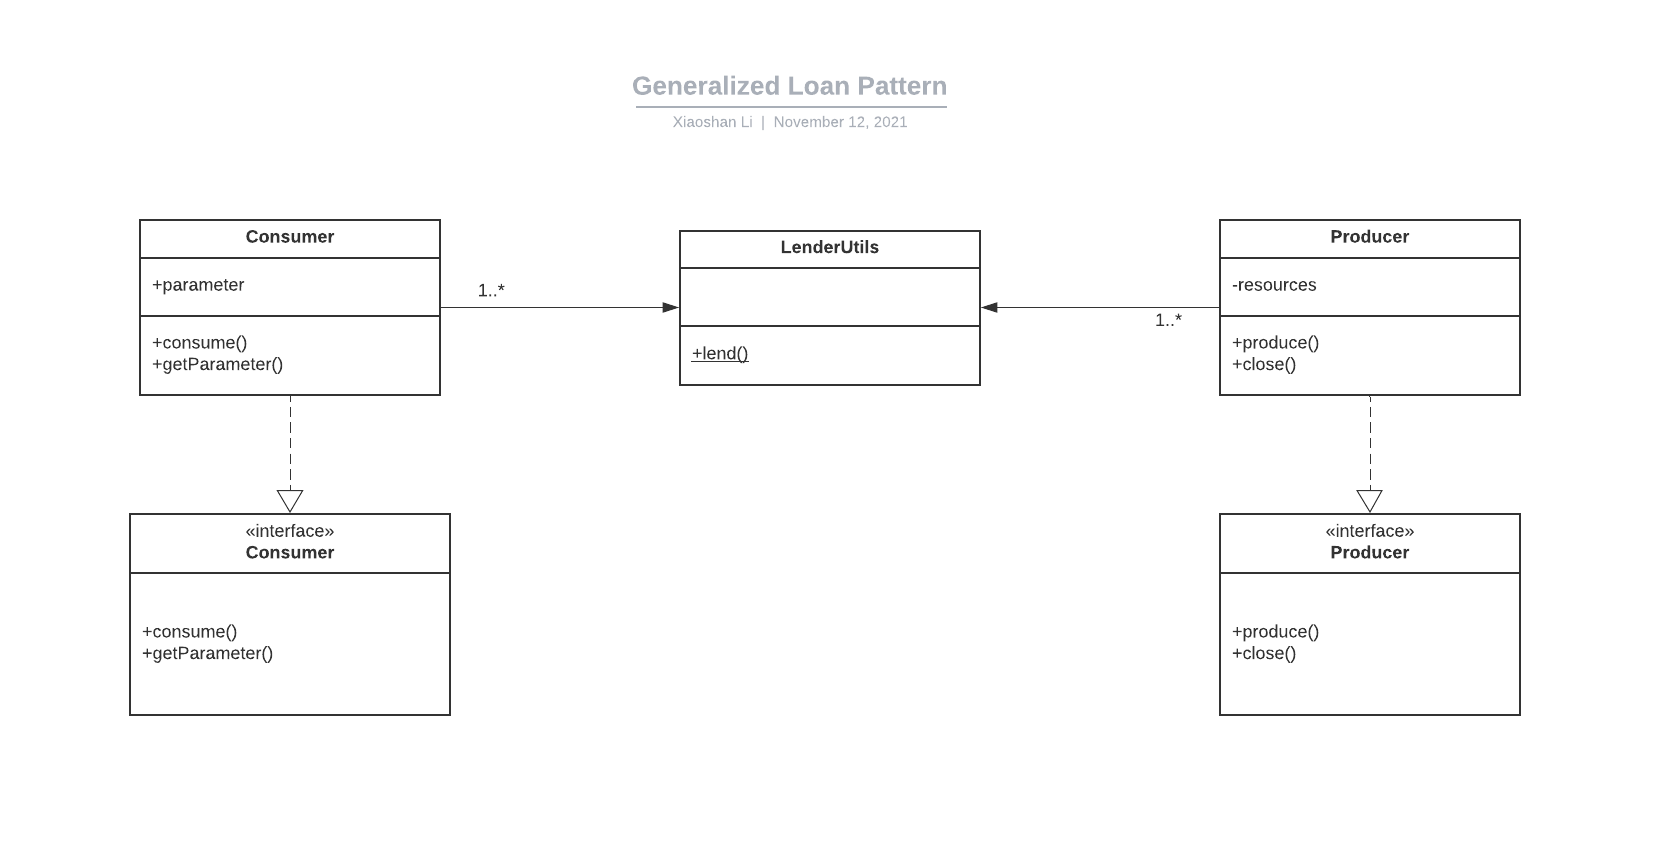 Generalized Loan Pattern
Xiaoshan Li | November 12, 2021
Consumer
+parameter
+consume()
+getParameter()
1..*
LenderUtils
+lend()
1..*
Producer
-resources
+produce()
+close()
«interface»
Consumer
+consume()
+getParameter()
«interface»
Producer
+produce()
+close()